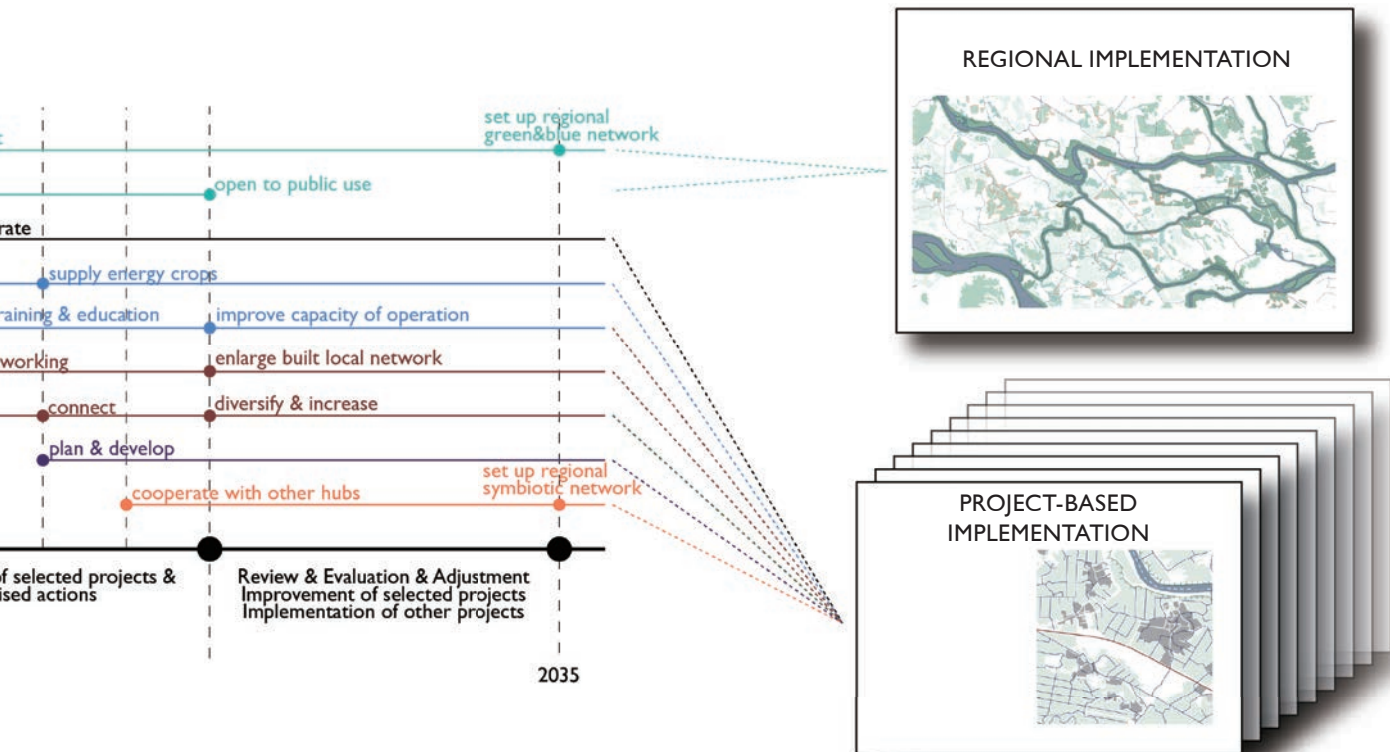 REGIONAL IMPLEMENTATION
set up regional
green&blue network
open to public use
rate
supply energy crops
raining & education
improve capacity of operation
working
enlarge built local network
connect
diversify & increase
plan & develop
set up regional
symbiotic network
cooperate with other hubs
PROJECT-BASED
IMPLEMENTATION
of selected projects &
ised actions
Review & Evaluation & Adjustment
Improvement of selected projects
Implementation of other projects
2035